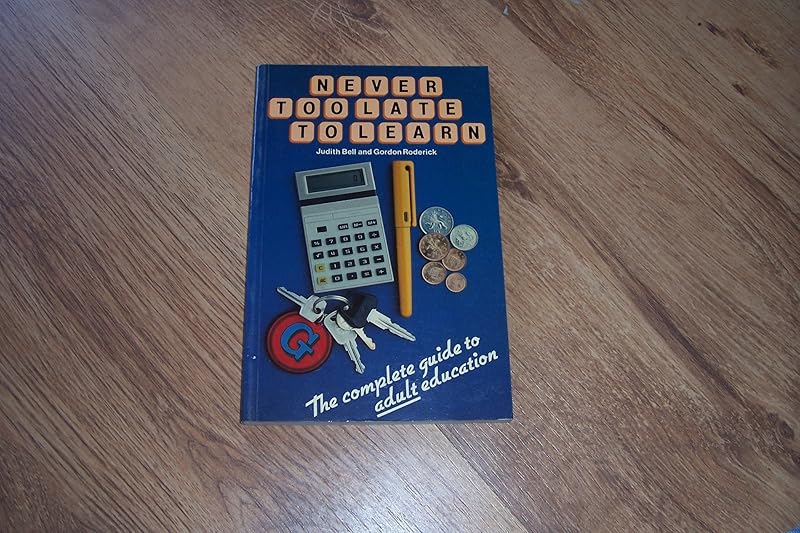 NEVER
TOO LATE
TO LEARN
Judith Bell and Gordon Roderick
G
The complete guide to
adult education